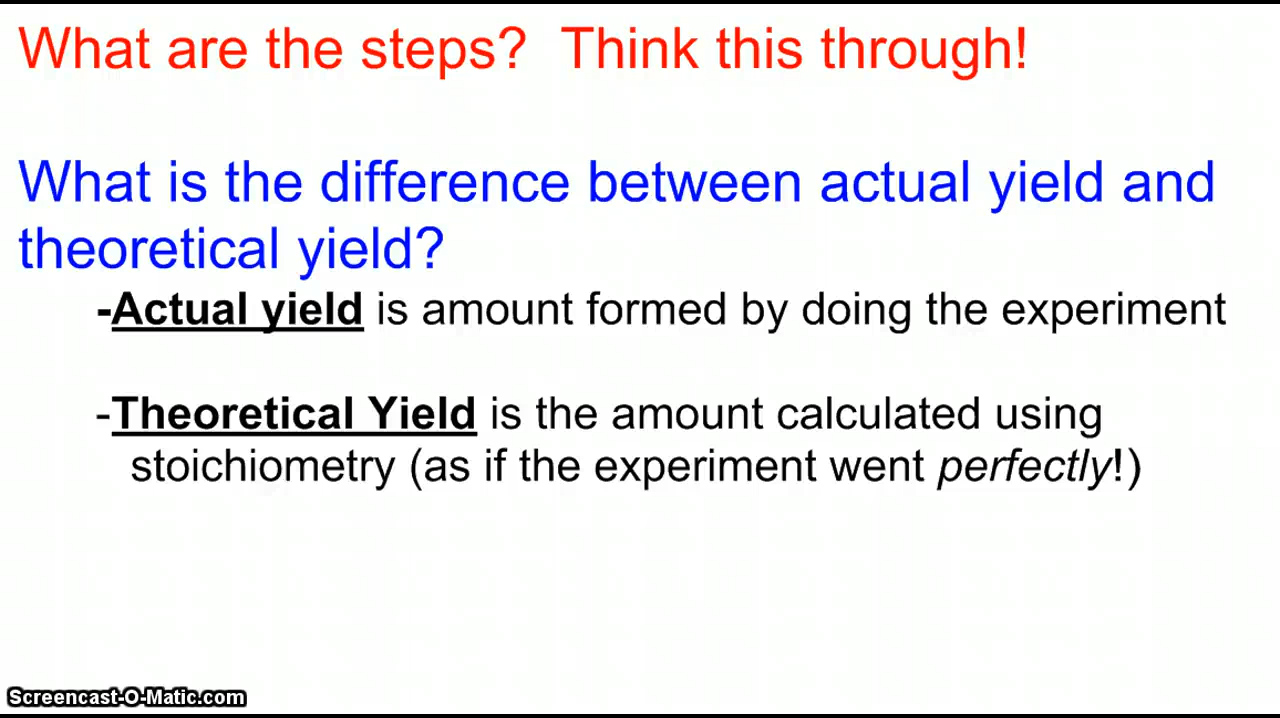 What are the steps? Think this through!
What is the difference between actual yield and
theoretical yield?
-Actual yield is amount formed by doing the experiment
-Theoretical Yield is the amount calculated using
stoichiometry (as if the experiment went perfectly!)
Screencast-O-Matic.com